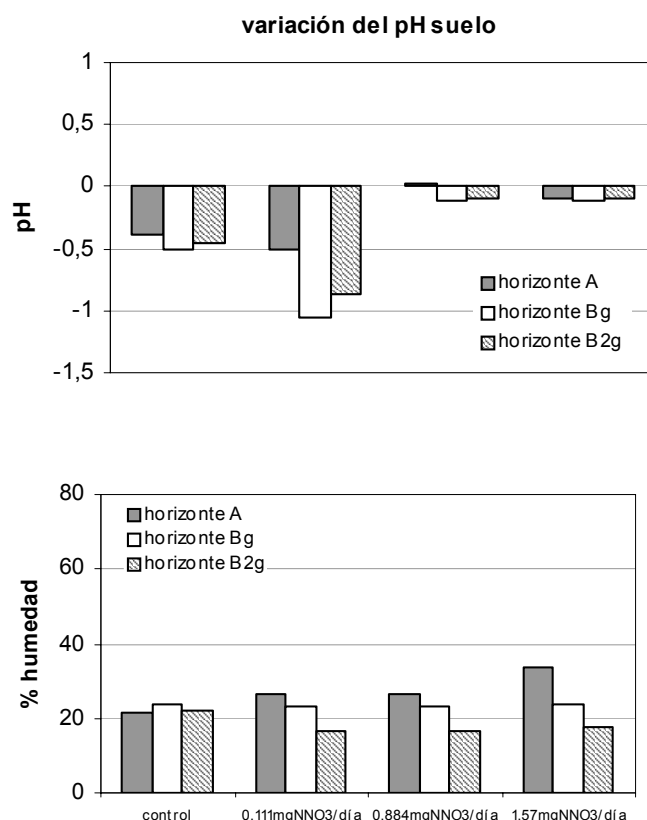 variación del pH suelo
1
0,5
0
-0,5
-1
-1,5
pH
horizonte A
horizonte Bg
horizonte B2g
80
60
40
20
0
% humedad
horizonte A
horizonte Bg
horizonte B2g
control 0.111mgNNO3/día 0.884mgNNO3/día 1.57mgNNO3/día